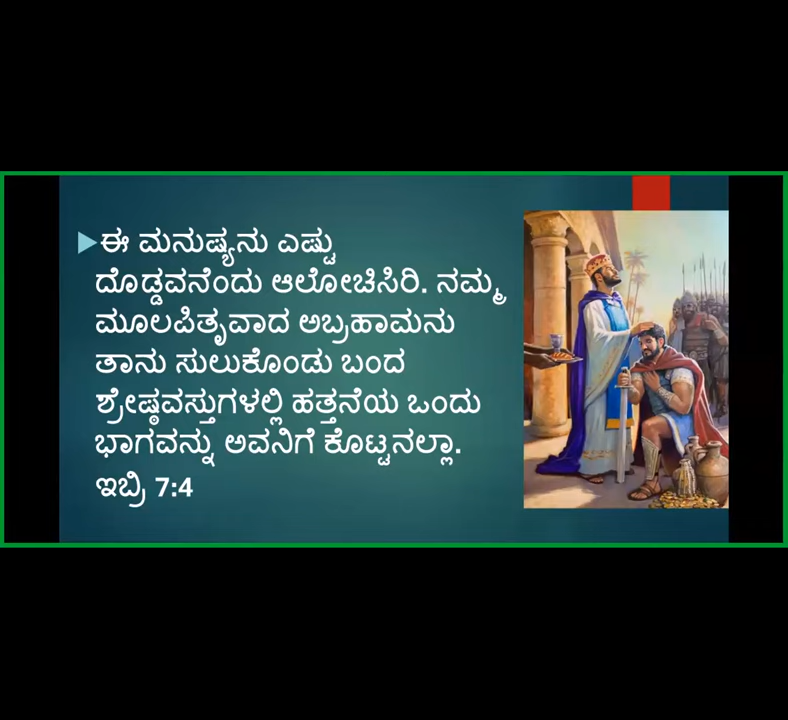 ಈ ಮನುಷ್ಯನು ಎಷ್ಟು
ದೊಡ್ಡವನೆಂದು ಆಲೋಚಿಸಿರಿ. ನಮ್ಮ
ಮೂಲಪಿತೃವಾದ ಅಬ್ರಹಾಮನು
ತಾನು ಸುಲುಕೊಂಡು ಬಂದ
ಶ್ರೇಷ್ಠವಸ್ತುಗಳಲ್ಲಿ ಹತ್ತನೆಯ ಒಂದು
ಭಾಗವನ್ನು ಅವನಿಗೆ ಕೊಟ್ಟನಲ್ಲಾ.
ಇಬ್ರಿ 7:4